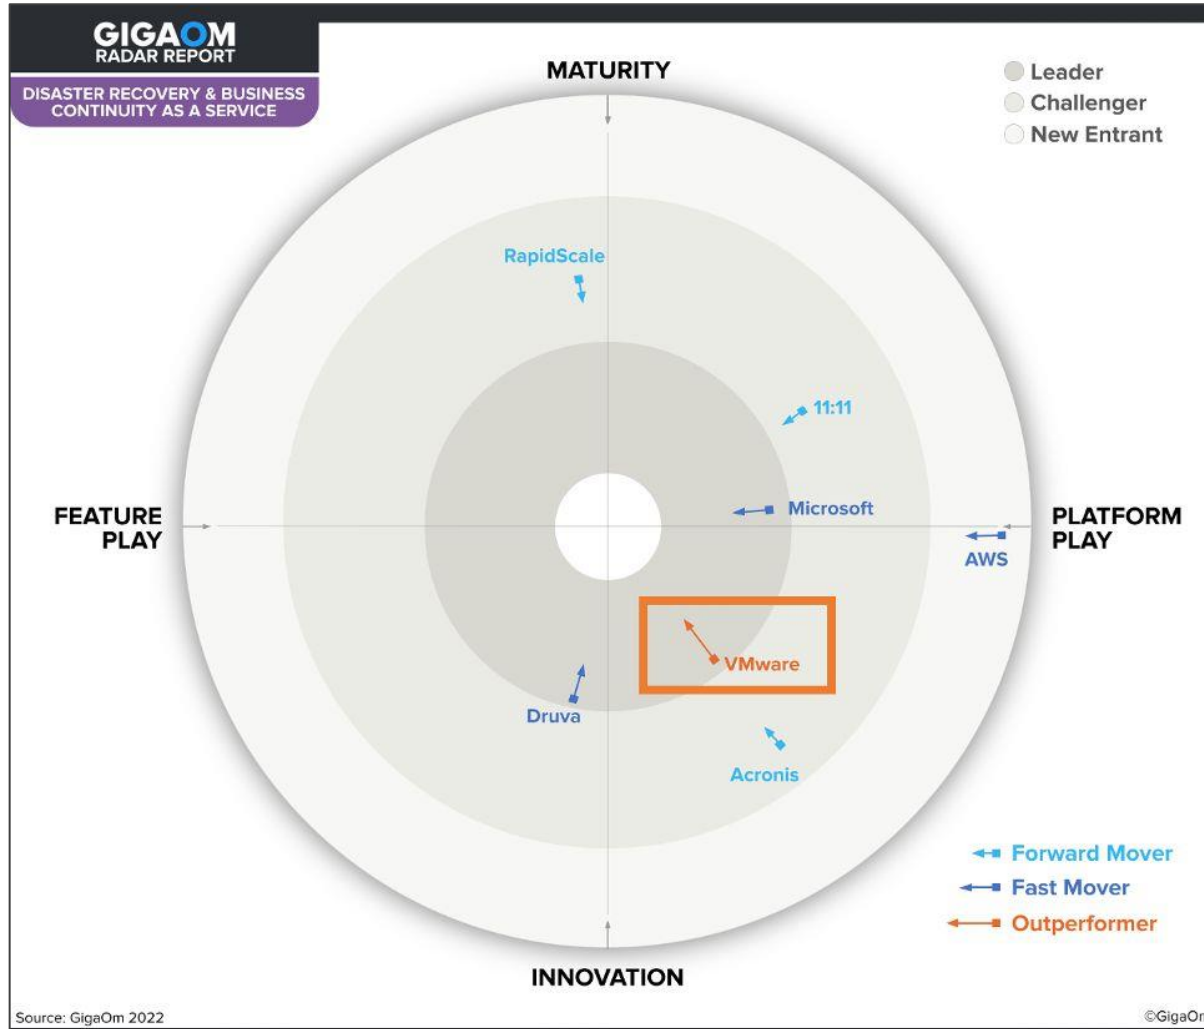 GIGAOM
RADAR REPORT
DISASTER RECOVERY & BUSINESS
CONTINUITY AS A SERVICE
MATURITY
Leader
Challenger
New Entrant
RapidScale
11:11
Microsoft
FEATURE
PLAY
PLATFORM
PLAY
AWS
VMware
Druva
Acronis
Forward Mover
Fast Mover
Outperformer
INNOVATION
Source: GigaOm 2022
©GigaOm